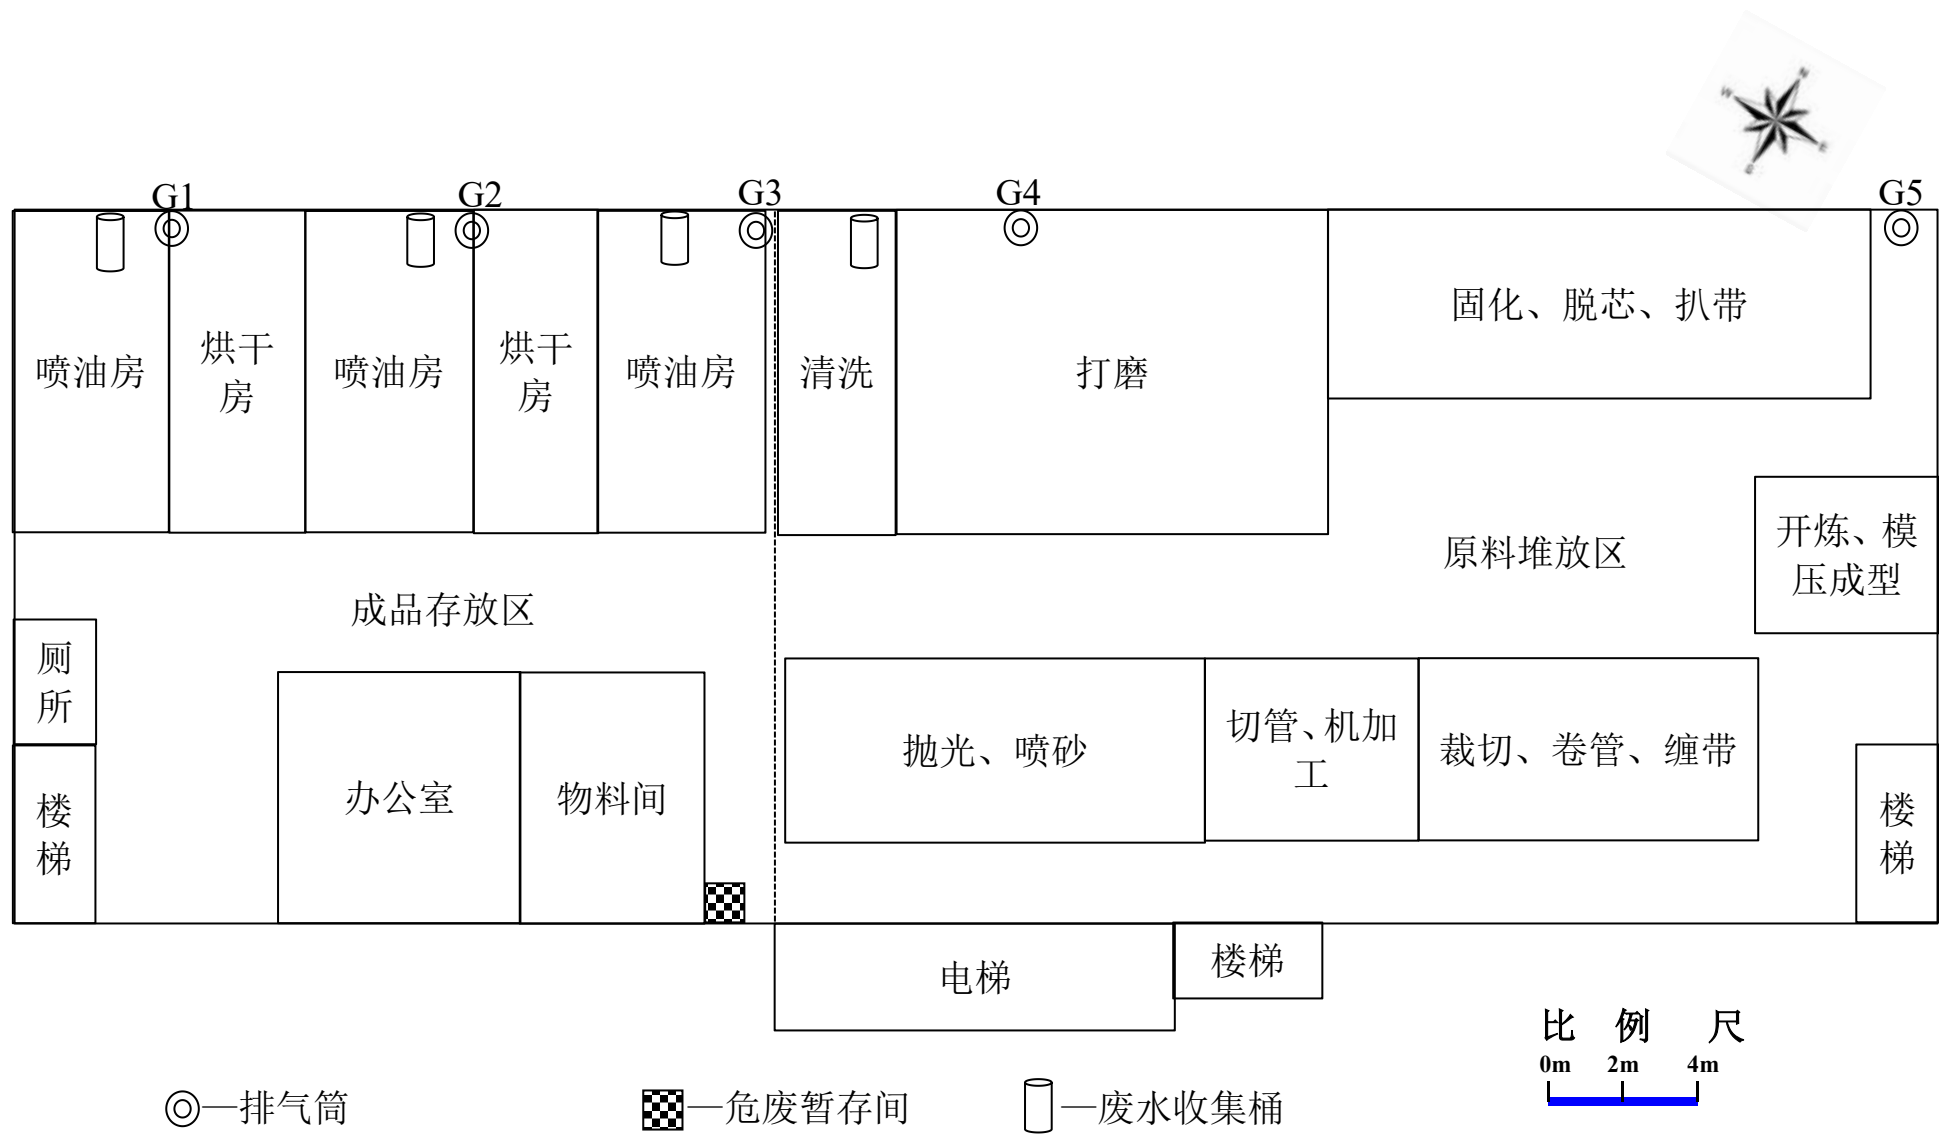 N
W
E
S
G1
G2
G3
G4
G5
喷油房
烘干
房
喷油房
烘干
房
喷油房
清洗
打磨
固化、脱芯、扒带
原料堆放区
开炼、模
压成型
成品存放区
厕
所
楼
梯
办公室
物料间
抛光、喷砂
切管、机加
工
裁切、卷管、缠带
楼
梯
电梯
楼梯
比 例 尺
0m 2m 4m
—排气筒
—危废暂存间
—废水收集桶